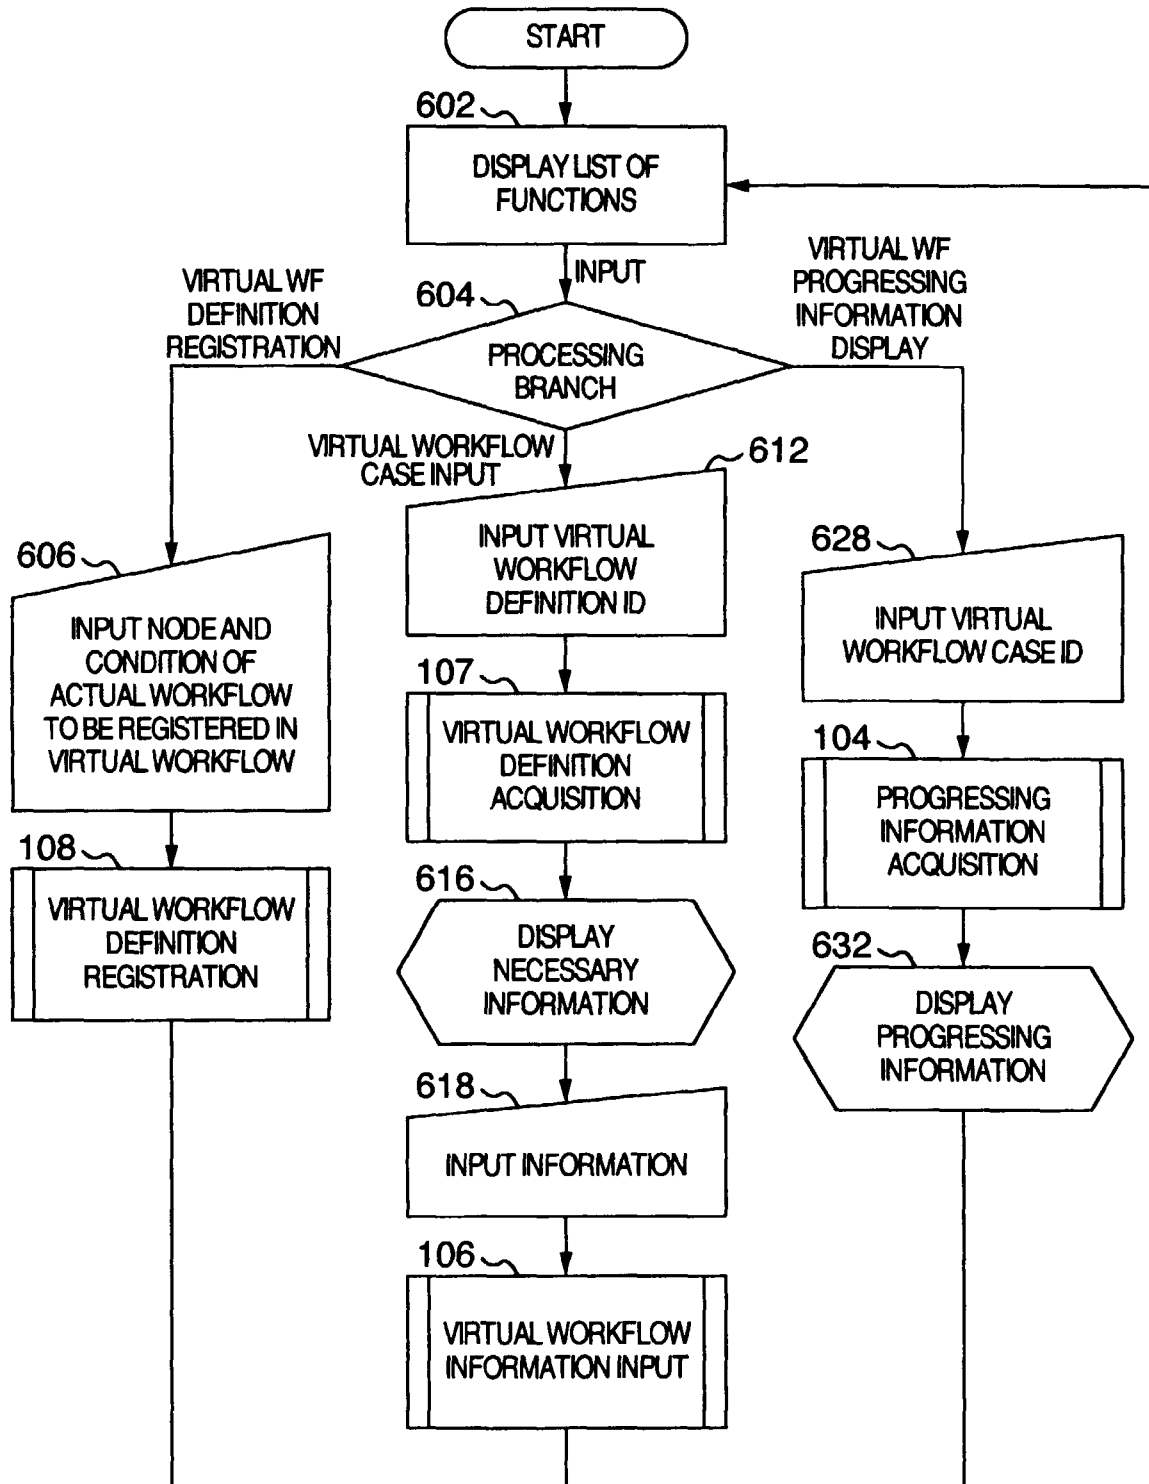 START
602
DISPLAY LIST OF
FUNCTIONS
INPUT
604
PROCESSING
BRANCH
VIRTUAL WF
DEFINITION
REGISTRATION
VIRTUAL WORKFLOW
CASE INPUT
VIRTUAL WF
PROGRESSING
INFORMATION
DISPLAY
606
INPUT NODE AND
CONDITION OF
ACTUAL WORKFLOW
TO BE REGISTERED IN
VIRTUAL WORKFLOW
108
VIRTUAL WORKFLOW
DEFINITION
REGISTRATION
612
INPUT VIRTUAL
WORKFLOW
DEFINITION ID
107
VIRTUAL WORKFLOW
DEFINITION
ACQUISITION
616
DISPLAY
NECESSARY
INFORMATION
618
INPUT INFORMATION
106
VIRTUAL WORKFLOW
INFORMATION INPUT
628
INPUT VIRTUAL
WORKFLOW CASE ID
104
PROGRESSING
INFORMATION
ACQUISITION
632
DISPLAY
PROGRESSING
INFORMATION